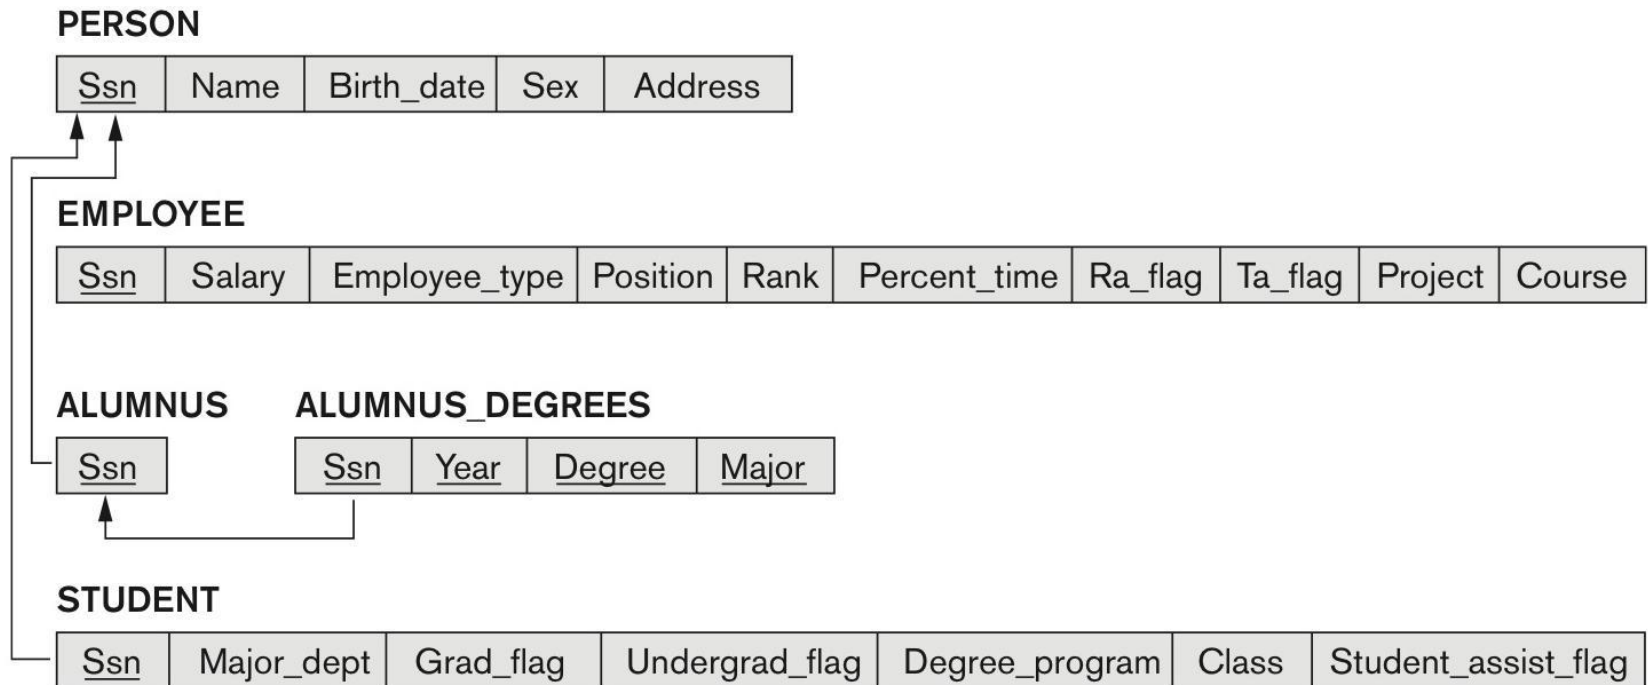 PERSON
Ssn Name Birth_date Sex Address
EMPLOYEE
Ssn Salary Employee_type Position Rank Percent_time Ra_flag Ta_flag Project Course
ALUMNUS ALUMNUS_DEGREES
Ssn Ssn Year Degree Major
STUDENT
Ssn Major_dept Grad_flag Undergrad_flag Degree_program Class Student_assist_flag